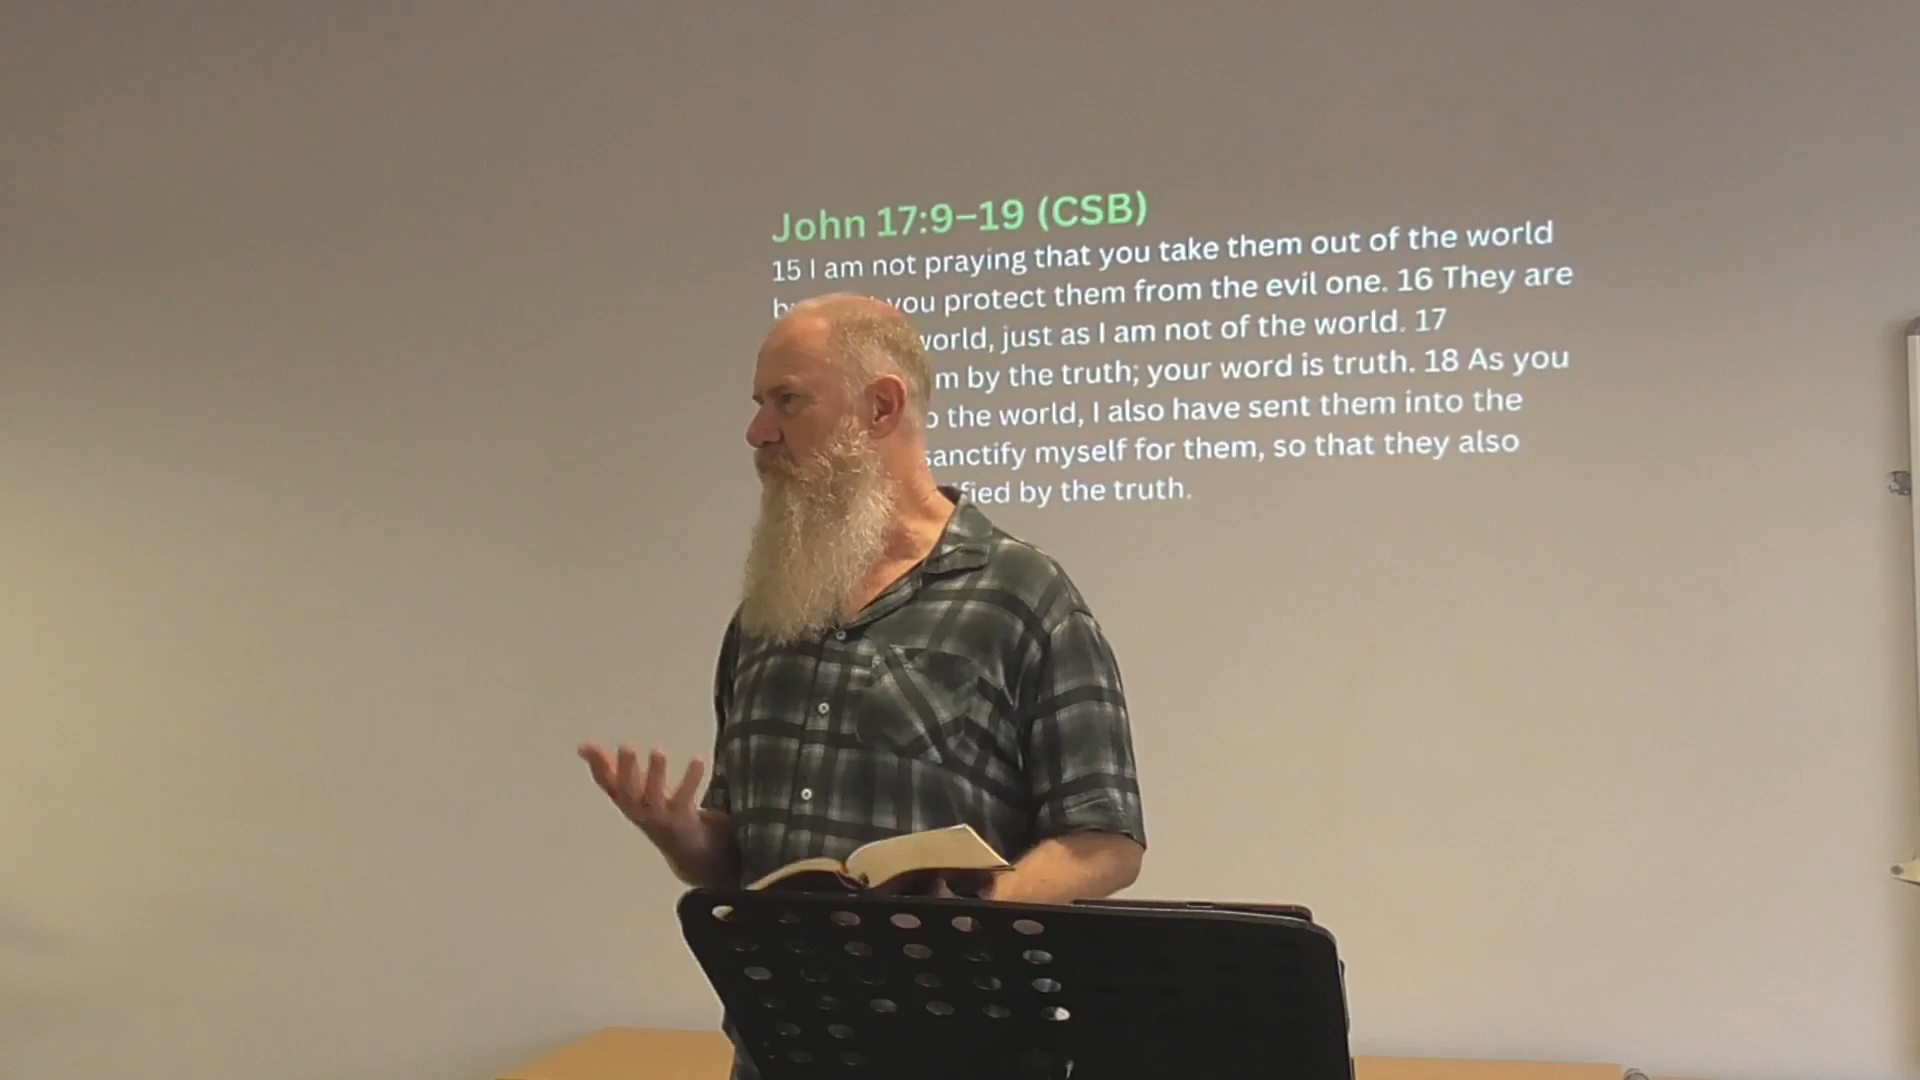 John 17:9–19 (CSB)
15 I am not praying that you take them out of the world
you protect them from the evil one. 16 They are
world, just as I am not of the world. 17
by the truth; your word is truth. 18 As you
the world, I also have sent them into the
sanctify myself for them, so that they also
by the truth.